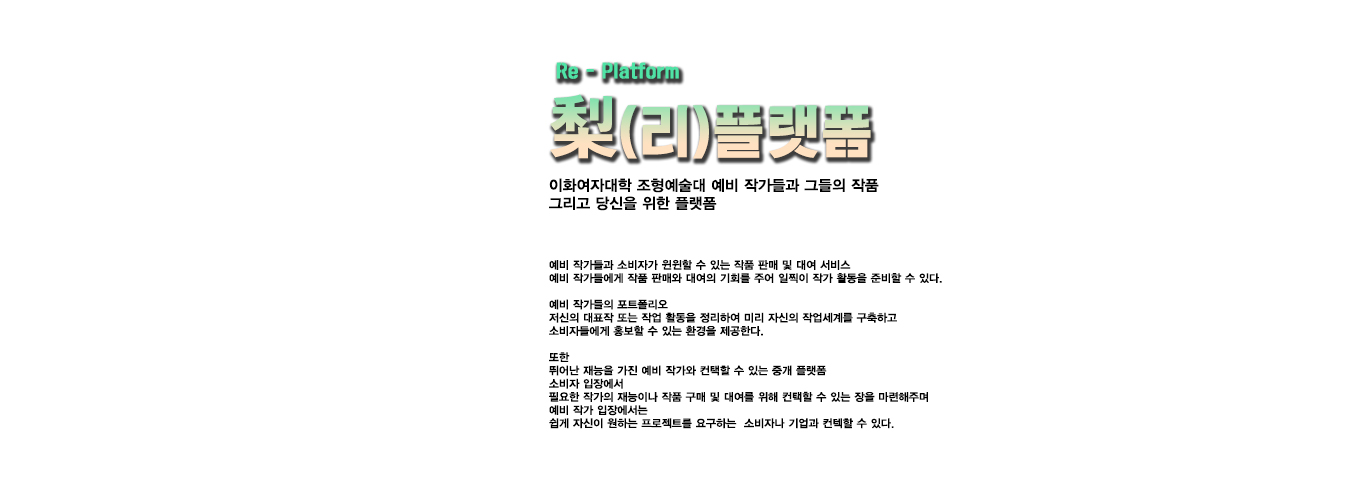 Re - Platform
梨(리)플랫폼
이화여자대학 조형예술대 예비 작가들과 그들의 작품
그리고 당신을 위한 플랫폼
예비 작가들과 소비자가 윈윈할 수 있는 작품 판매 및 대여 서비스
예비 작가들에게 작품 판매와 대여의 기회를 주어 일찍이 작가 활동을 준비할 수 있다.
예비 작가들의 포트폴리오
저신의 대표작 또는 작업 활동을 정리하여 미리 자신의 작업세계를 구축하고
소비자들에게 홍보할 수 있는 환경을 제공한다.
또한
뛰어난 재능을 가진 예비 작가와 컨택할 수 있는 중개 플랫폼
소비자 입장에서
필요한 작가의 재능이나 작품 구매 및 대여를 위해 컨택할 수 있는 장을 마련해주며
예비 작가 입장에서는
쉽게 자신이 원하는 프로젝트를 요구하는 소비자나 기업과 컨텍할 수 있다.